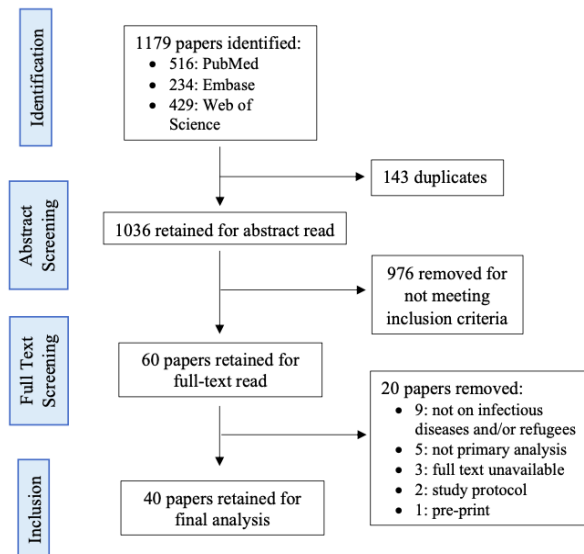 Identification
1179 papers identified:
• 516: PubMed
• 234: Embase
• 429: Web of
Science
143 duplicates
Abstract
Screening
1036 retained for abstract read
976 removed for
not meeting
inclusion criteria
Full Text
Screening
60 papers retained for
full-text read
20 papers removed:
• 9: not on infectious
diseases and/or refugees
• 5: not primary analysis
• 3: full text unavailable
• 2: study protocol
• 1: pre-print
Inclusion
40 papers retained for
final analysis